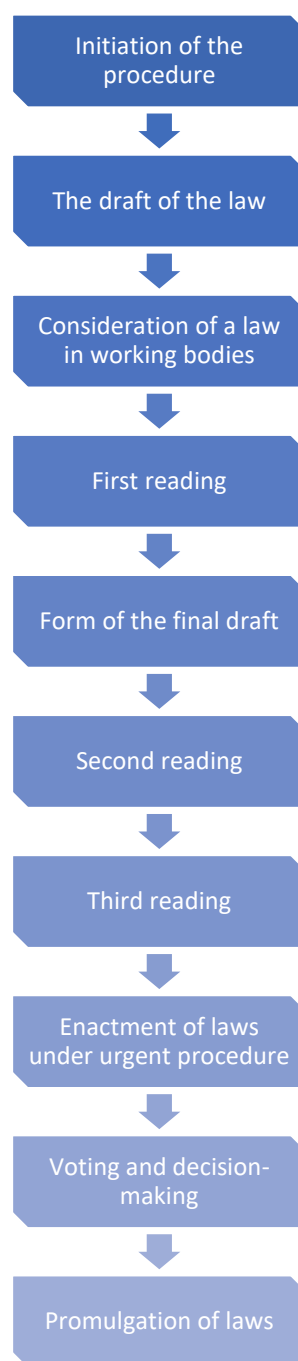 Initiation of the
procedure
The draft of the law
Consideration of a law
in working bodies
First reading
Form of the final draft
Second reading
Third reading
Enactment of laws
under urgent procedure
Voting and decision-
making
Promulgation of laws